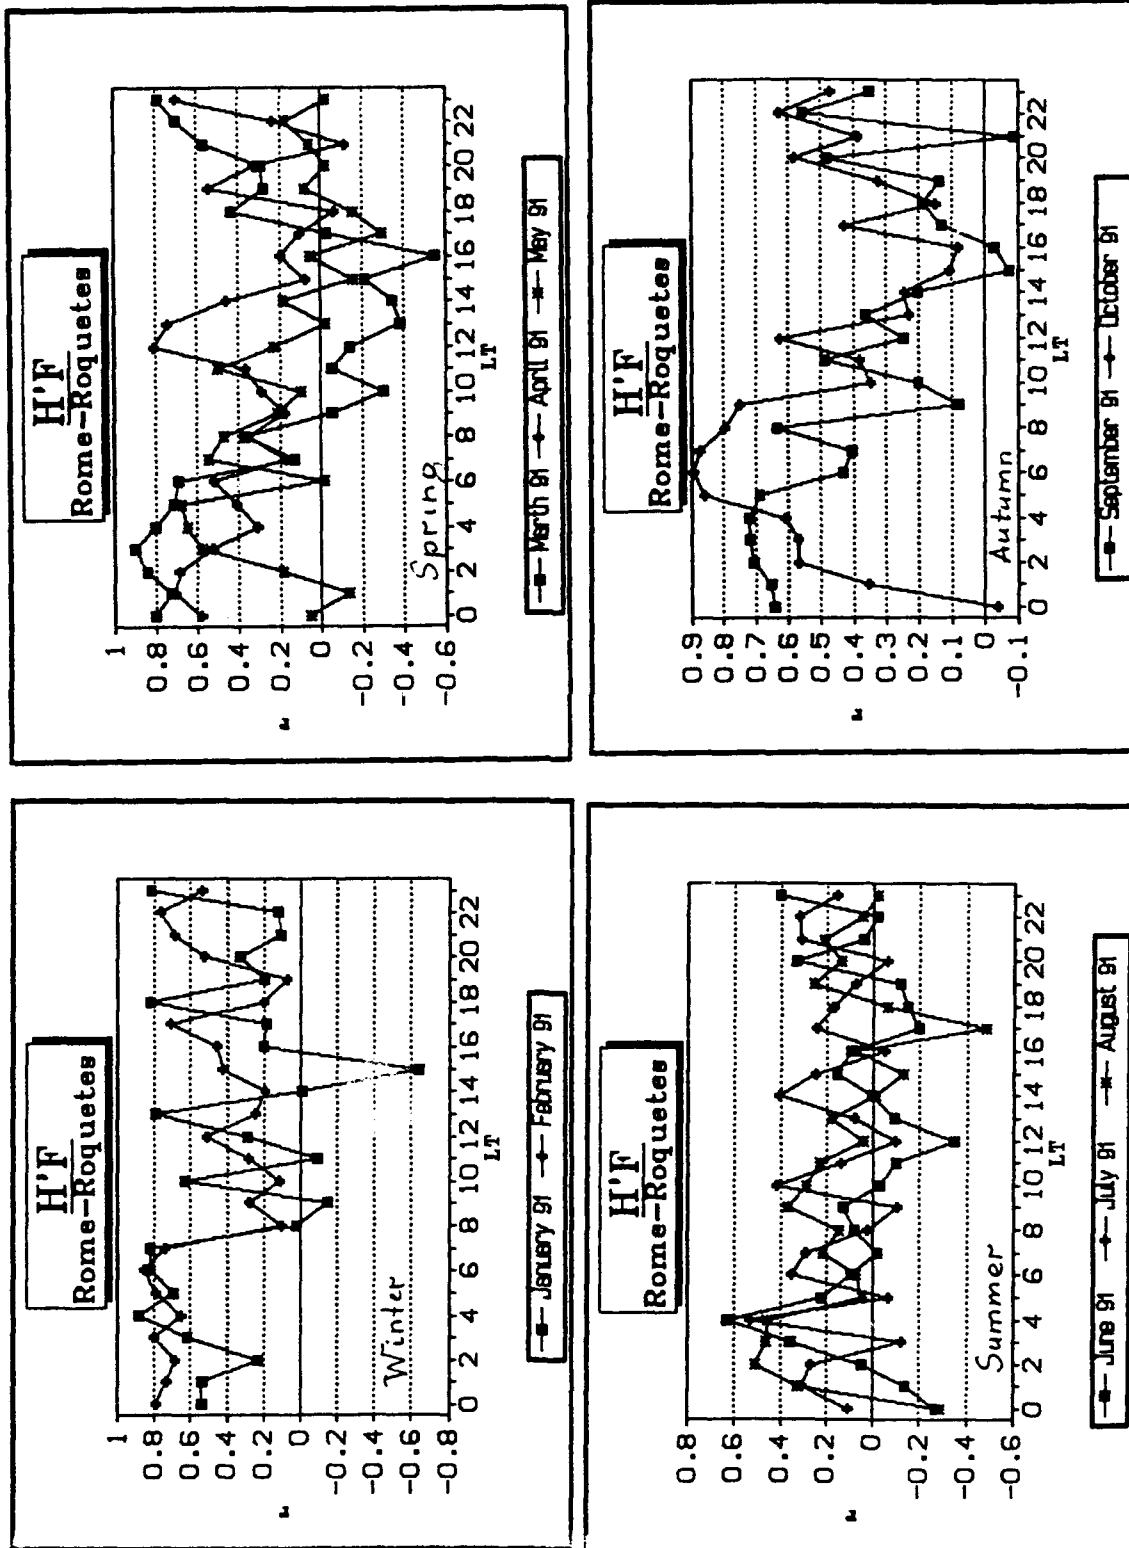 H'F
Rome-Roquetes
1
0.8
0.6
0.4
0.2
0
-0.2
-0.4
-0.6
-0.8
r
Winter
0 2 4 6 8 10 12 14 16 18 20 22
LT
January 91 February 91
H'F
Rome-Roquetes
1
0.8
0.6
0.4
0.2
0
-0.2
-0.4
-0.6
r
Spring
0 2 4 6 8 10 12 14 16 18 20 22
LT
Marth 91 April 91 May 91
H'F
Rome-Roquetes
0.8
0.6
0.4
0.2
0
-0.2
-0.4
-0.6
r
Summer
0 2 4 6 8 10 12 14 16 18 20 22
LT
June 91 July 91 August 91
H'F
Rome-Roquetes
0.9
0.8
0.7
0.6
0.5
0.4
0.3
0.2
0.1
0
-0.1
r
Autumn
0 2 4 6 8 10 12 14 16 18 20 22
LT
September 91 October 91